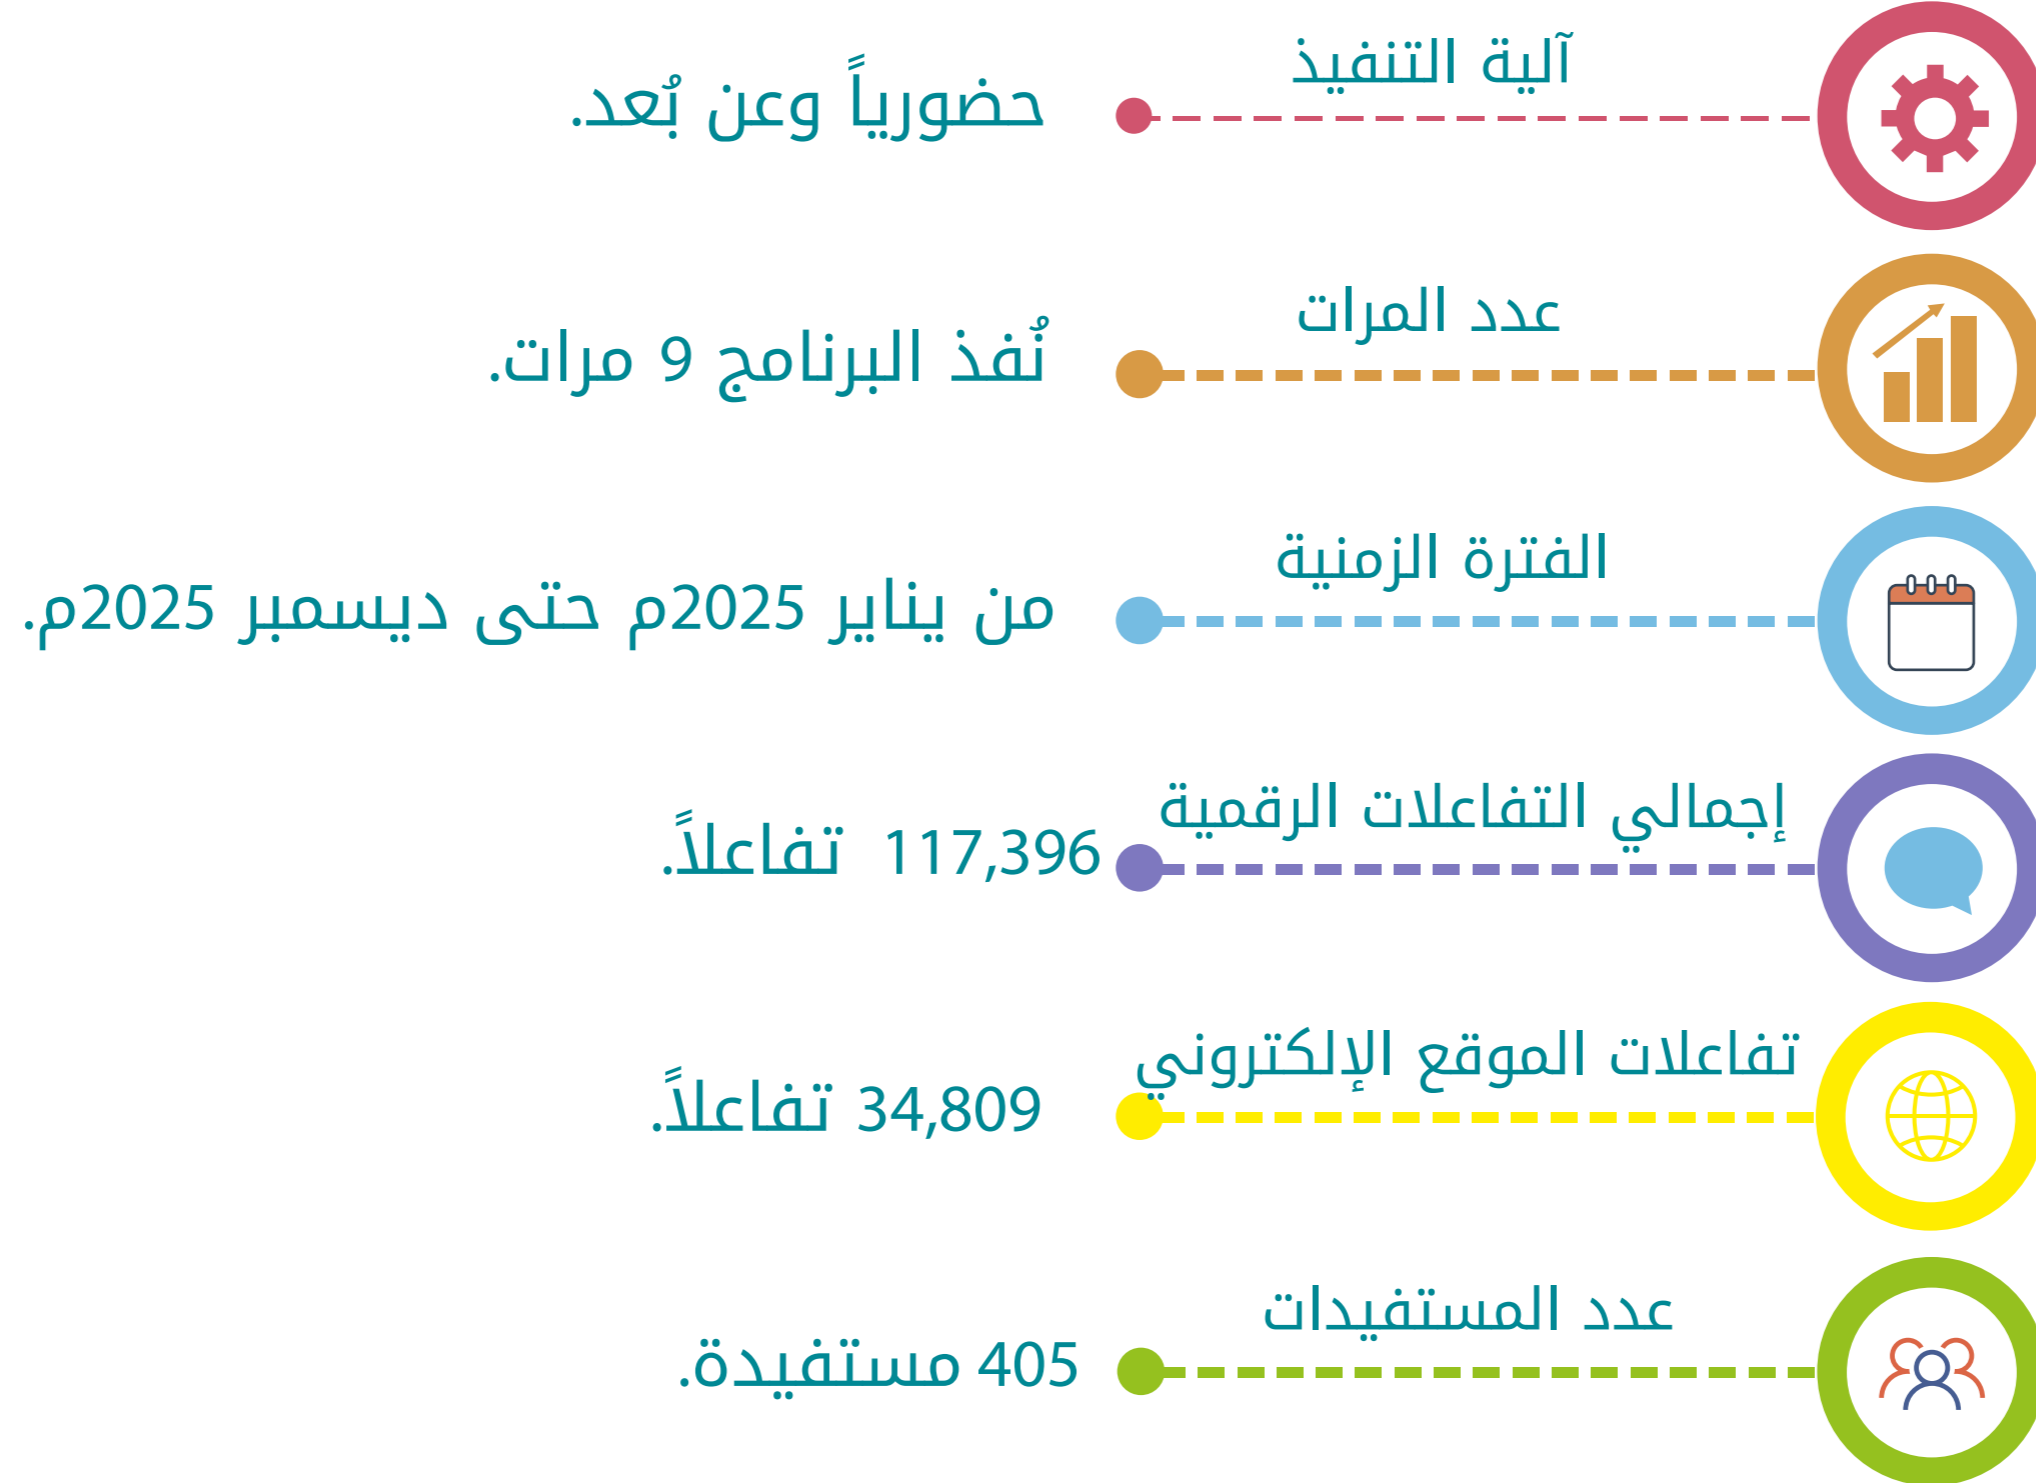 آلية التنفيذ
حضورياً وعن بُعد.
عدد المرات
نُفذ البرنامج 9 مرات.
الفترة الزمنية
من يناير 2025م حتى ديسمبر 2025م.
إجمالي التفاعلات الرقمية
117,396 تفاعلاً.
تفاعلات الموقع الإلكتروني
34,809 تفاعلاً.
عدد المستفيدات
405 مستفيدة.